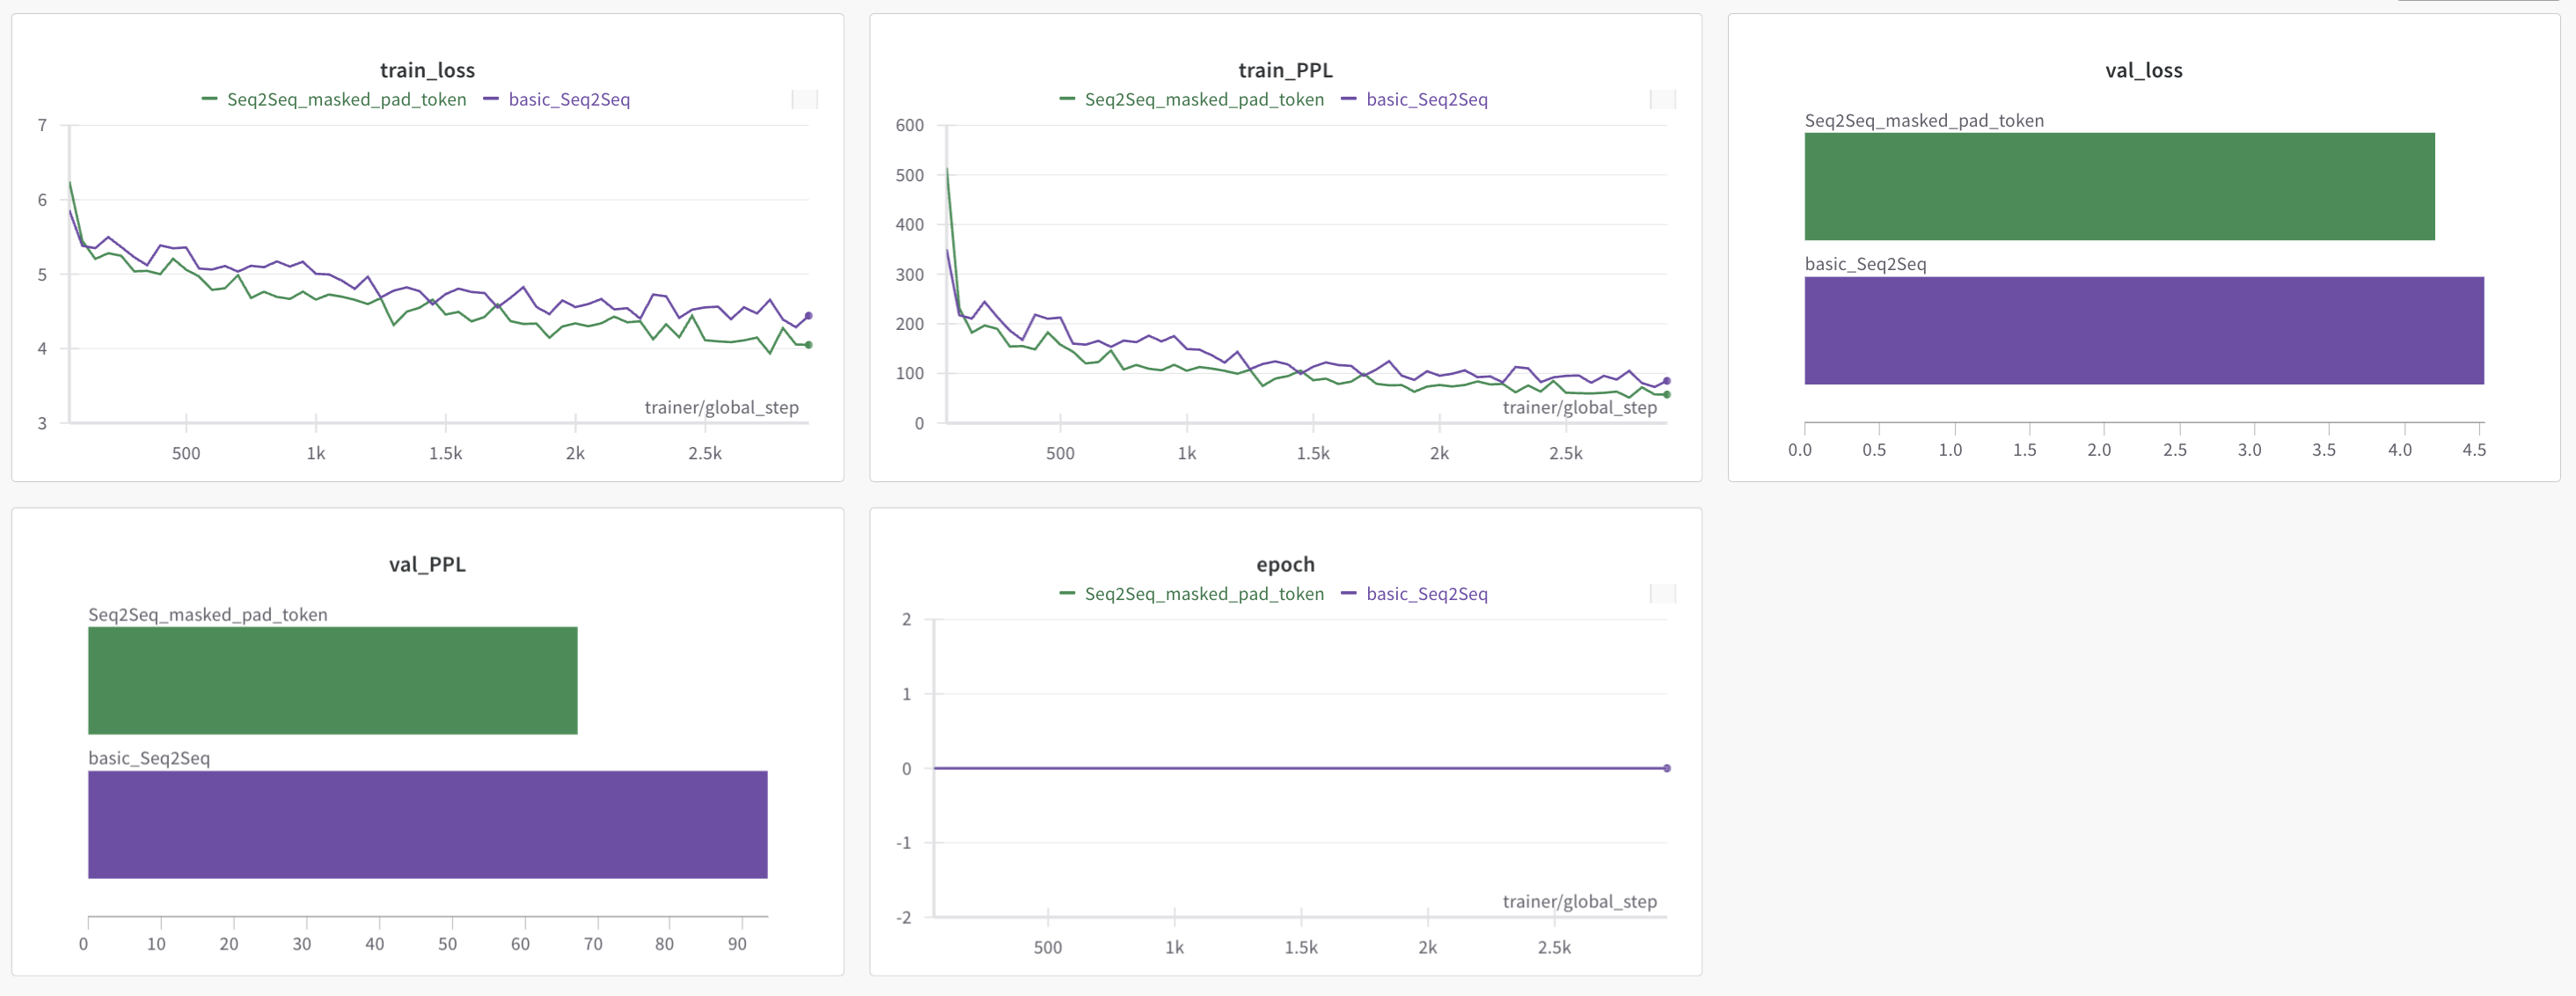 train_loss
Seq2Seq_masked_pad_token basic_Seq2Seq
7
6
5
4
3
trainer/global_step
500 1k 1.5k 2k 2.5k
train_PPL
Seq2Seq_masked_pad_token basic_Seq2Seq
600
500
400
300
200
100
0
trainer/global_step
500 1k 1.5k 2k 2.5k
val_loss
Seq2Seq_masked_pad_token
basic_Seq2Seq
0.0 0.5 1.0 1.5 2.0 2.5 3.0 3.5 4.0 4.5
val_PPL
Seq2Seq_masked_pad_token
basic_Seq2Seq
0 10 20 30 40 50 60 70 80 90
epoch
Seq2Seq_masked_pad_token basic_Seq2Seq
2
1
0
-1
-2
trainer/global_step
500 1k 1.5k 2k 2.5k